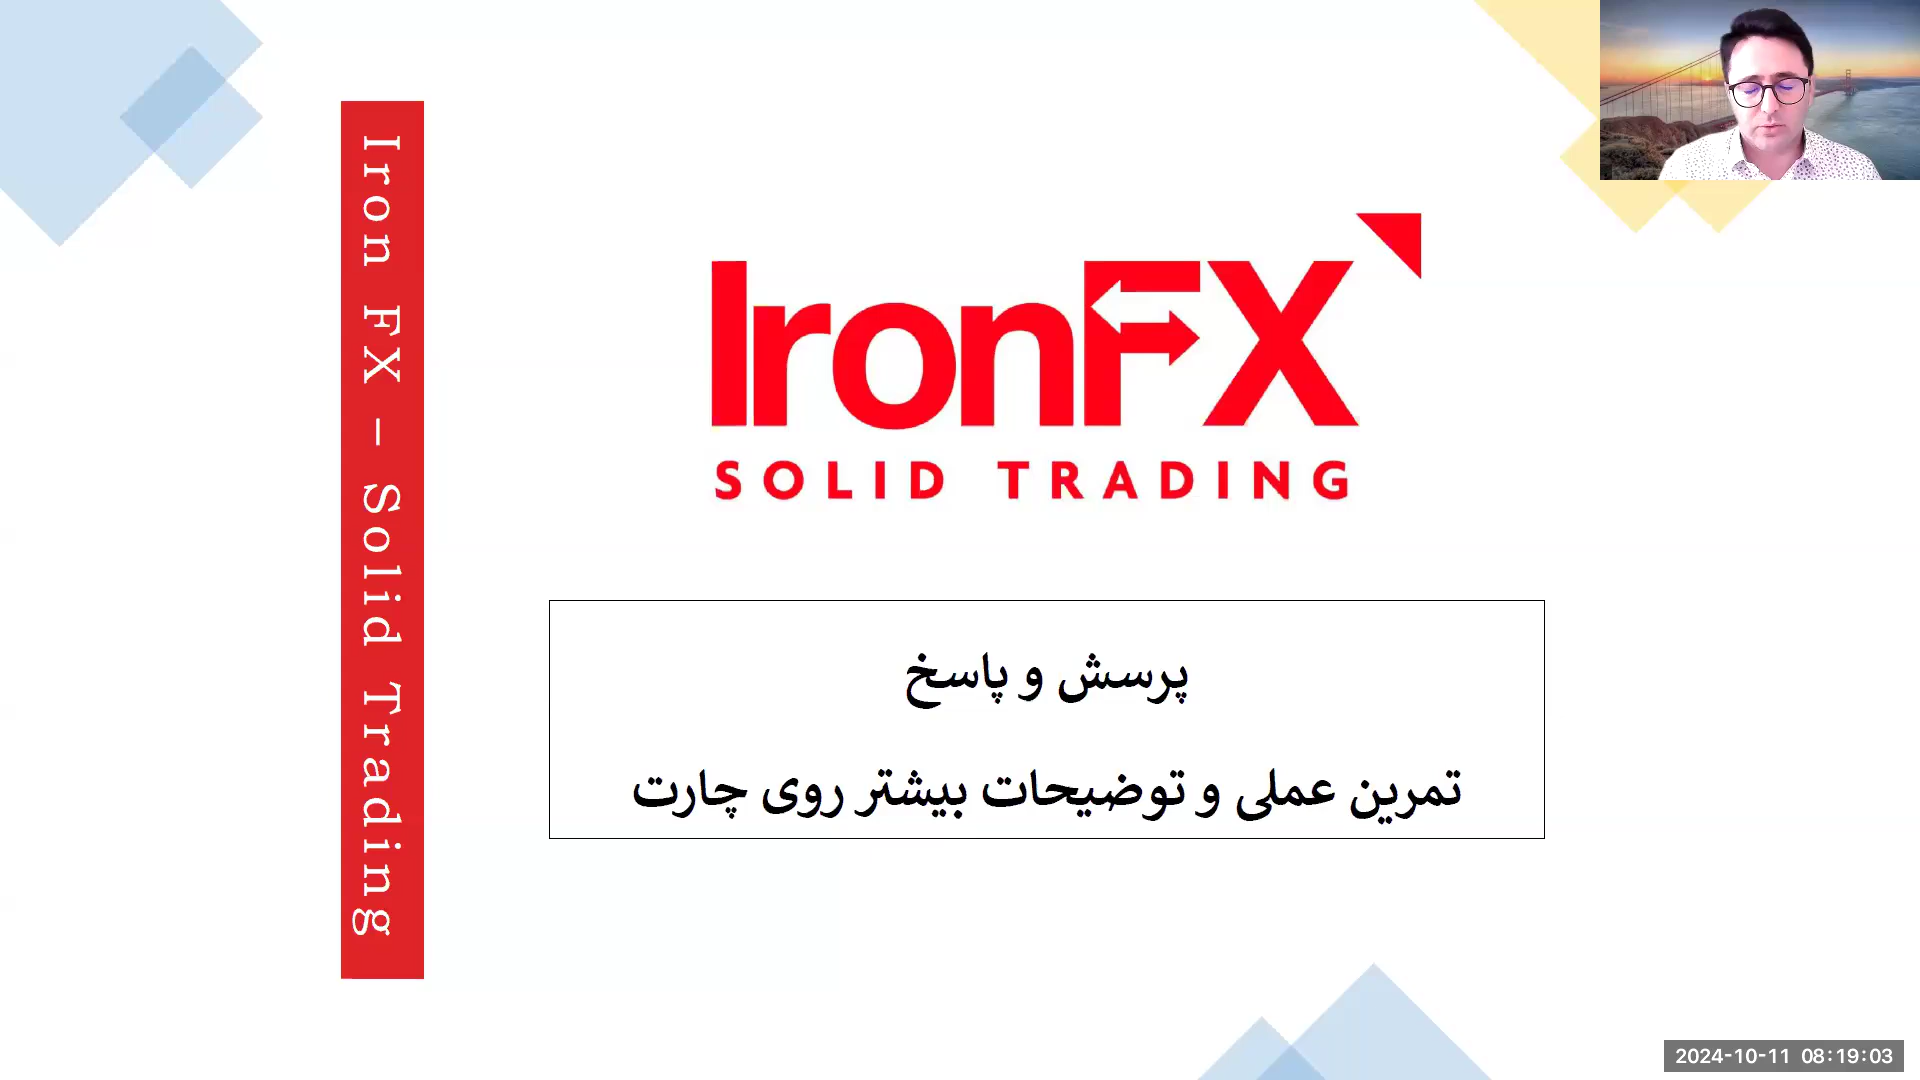 Iron FX – Solid Trading
IronFX
SOLID TRADING
پرسش و پاسخ
تمرین عملی و توضیحات بیشتر روی چارت
2024-10-11 08:19:03